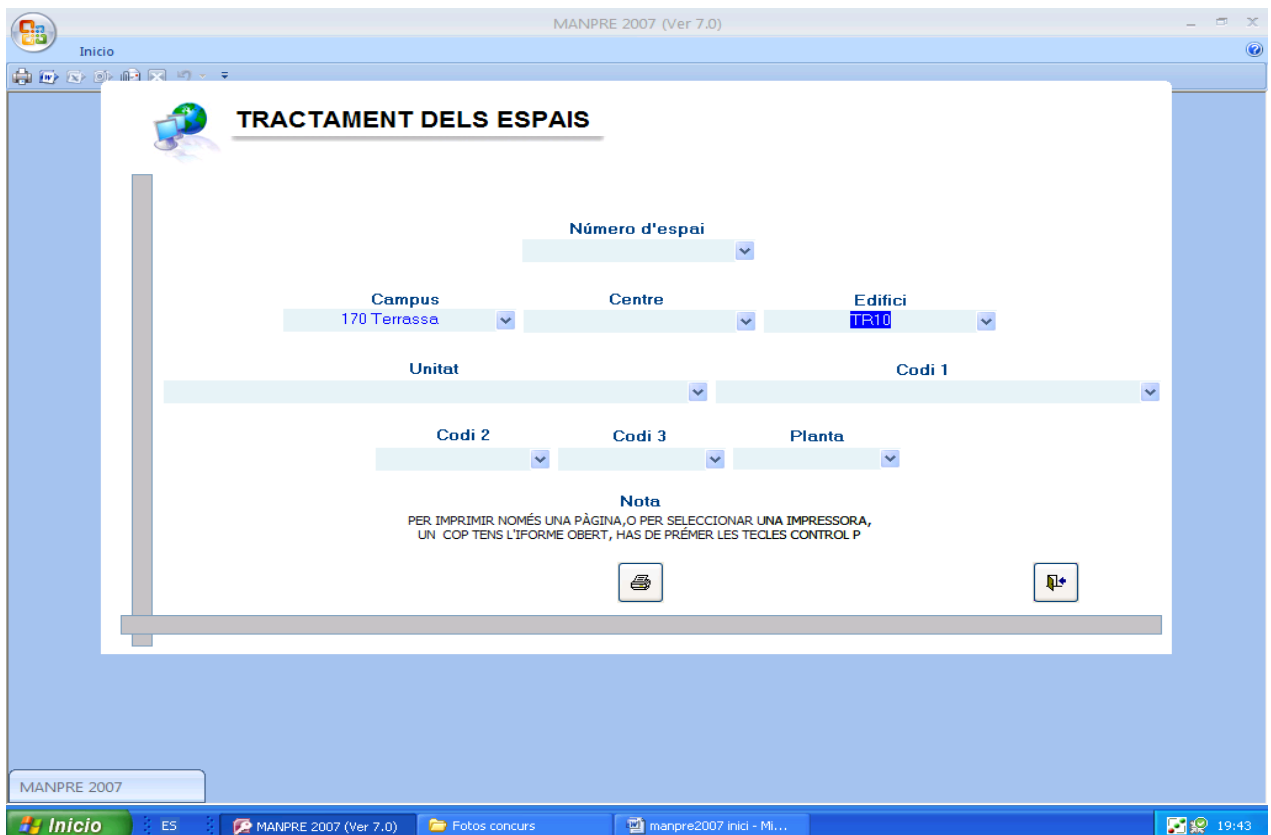 MANPRE 2007 (Ver 7.0)
Inicio
TRACTAMENT DELS ESPAIS
Número d'espai
Campus Centre Edifici
170 Terrassa TR10
Unitat Codi 1
Codi 2 Codi 3 Planta
Nota
PER IMPRIMIR NOMÉS UNA PÀGINA,O PER SELECCIONAR UNA IMPRESSORA,
UN COP TENS L'IFORME OBERT, HAS DE PRÉMER LES TECLES CONTROL P
MANPRE 2007
Inicio ES MANPRE 2007 (Ver 7.0) Fotos concurs manpre2007 inici - Mi... 19:43